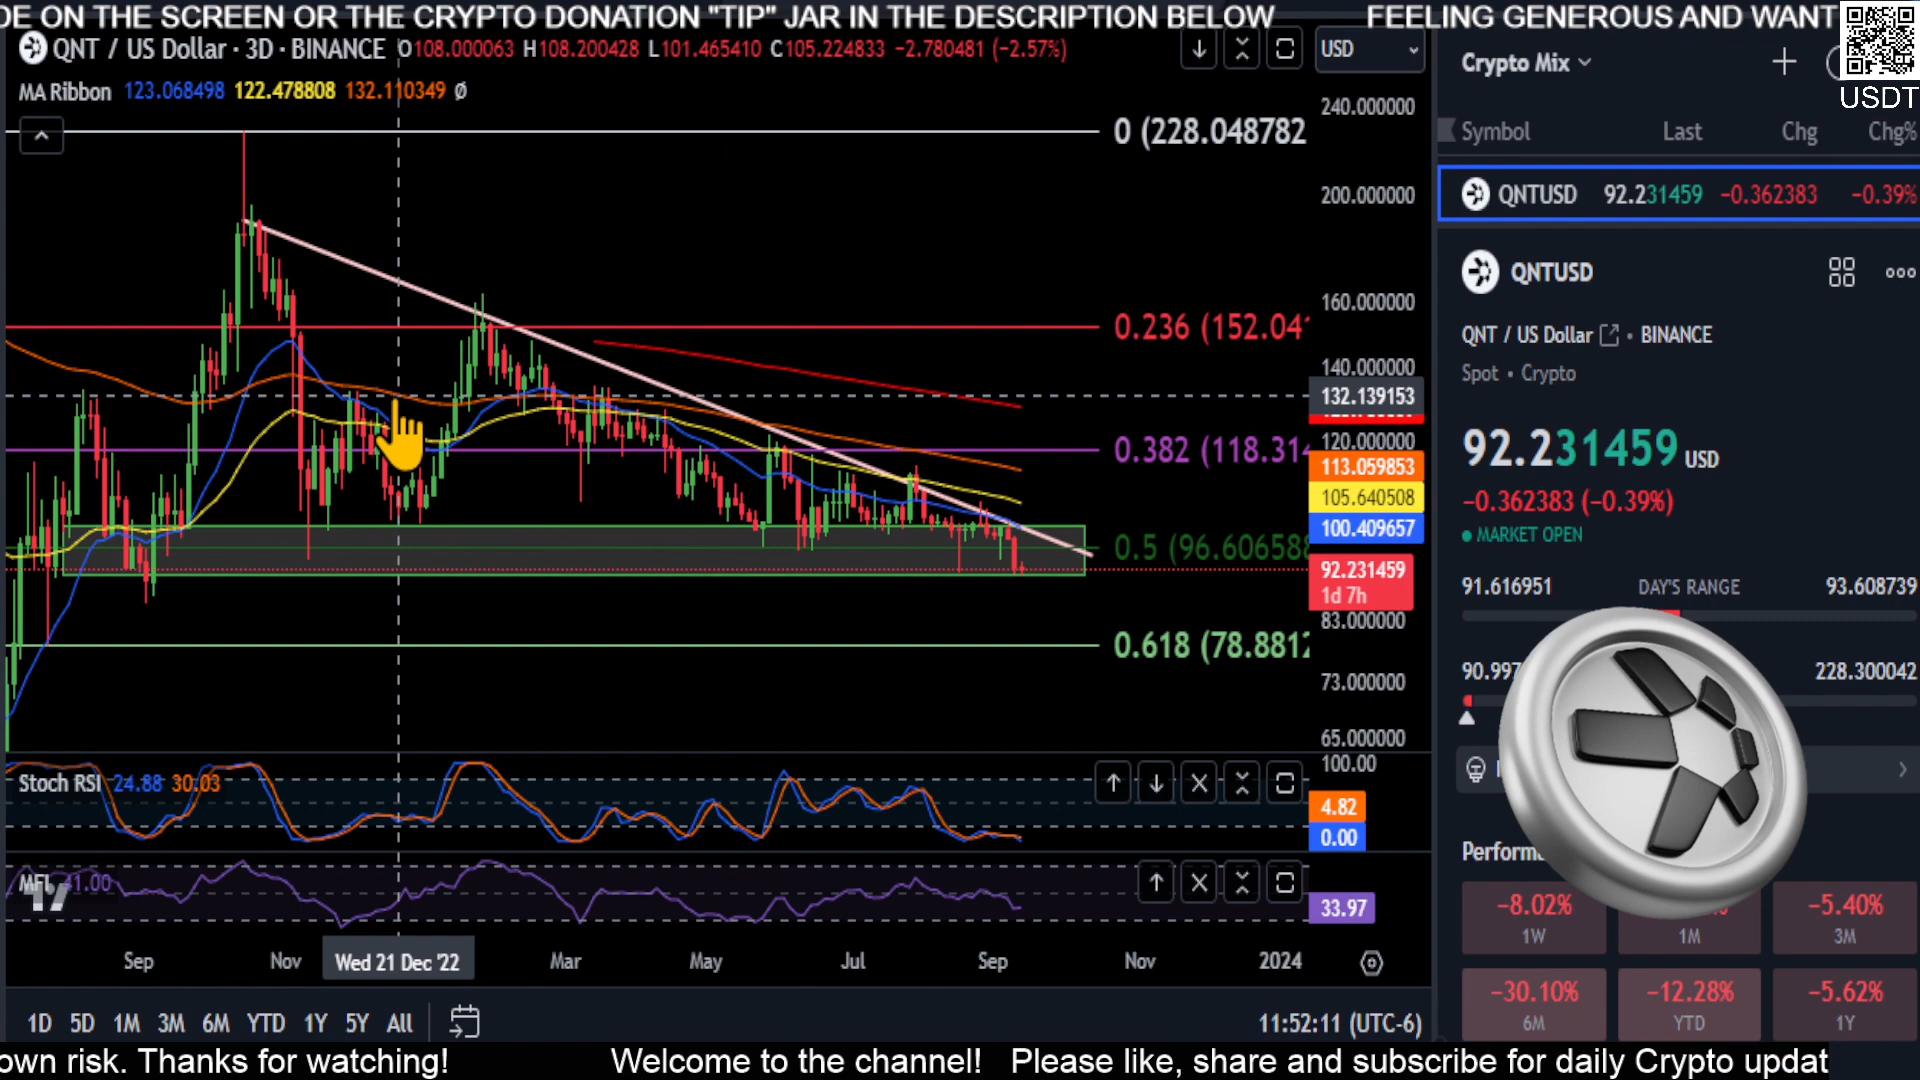 DE ON THE SCREEN OR THE CRYPTO DONATION "TIP" JAR IN THE DESCRIPTION BELOW FEELING GENEROUS AND WANT
QNT / US Dollar · 3D · BINANCE O108.000063 H108.200428 L101.465410 C105.224833 −2.780481 (−2.57%)
USD
MA Ribbon 123.068498 122.478808 132.110349 Ø
Crypto Mix
USDT
Symbol Last Chg Chg%
QNTUSD 92.231459 −0.362383 −0.39%
QNTUSD
QNT / US Dollar · BINANCE
Spot • Crypto
92.231459 USD
−0.362383 (−0.39%)
MARKET OPEN
91.616951 DAY'S RANGE 93.608739
90.997 228.300042
Performa
−8.02% −5.40%
1W 1M 3M
−30.10% −12.28% −5.62%
6M YTD 1Y
0 (228.048782
0.236 (152.04
0.382 (118.314
0.5 (96.606588
0.618 (78.8812
240.000000
200.000000
160.000000
140.000000
132.139153
120.000000
113.059853
105.640508
100.409657
92.231459
1d 7h
83.000000
73.000000
65.000000
Stoch RSI 24.88 30.03
100.00
4.82
0.00
MFI 41.00
33.97
Sep Nov Wed 21 Dec '22 Mar May Jul Sep Nov 2024
1D 5D 1M 3M 6M YTD 1Y 5Y All
11:52:11 (UTC-6)
own risk. Thanks for watching! Welcome to the channel! Please like, share and subscribe for daily Crypto updat